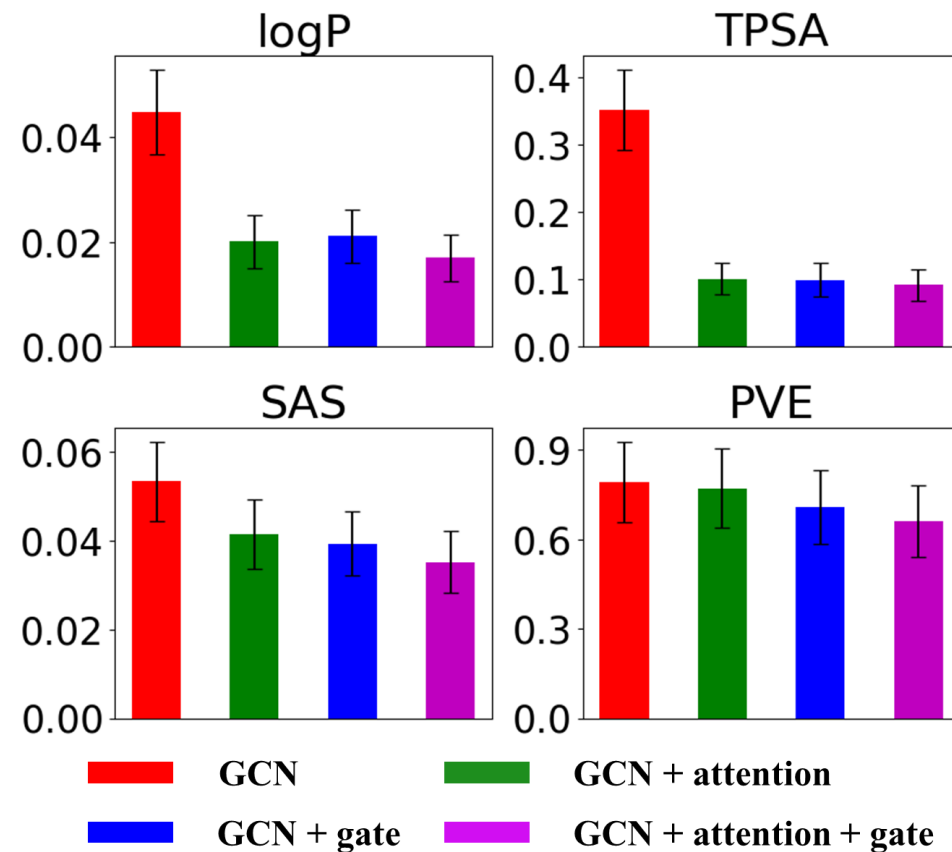 logP
TPSA
0.04
0.02
0.00
0.4
0.3
0.2
0.1
0.0
SAS
PVE
0.06
0.04
0.02
0.00
0.9
0.6
0.3
0.0
GCN
GCN + attention
GCN + gate
GCN + attention + gate